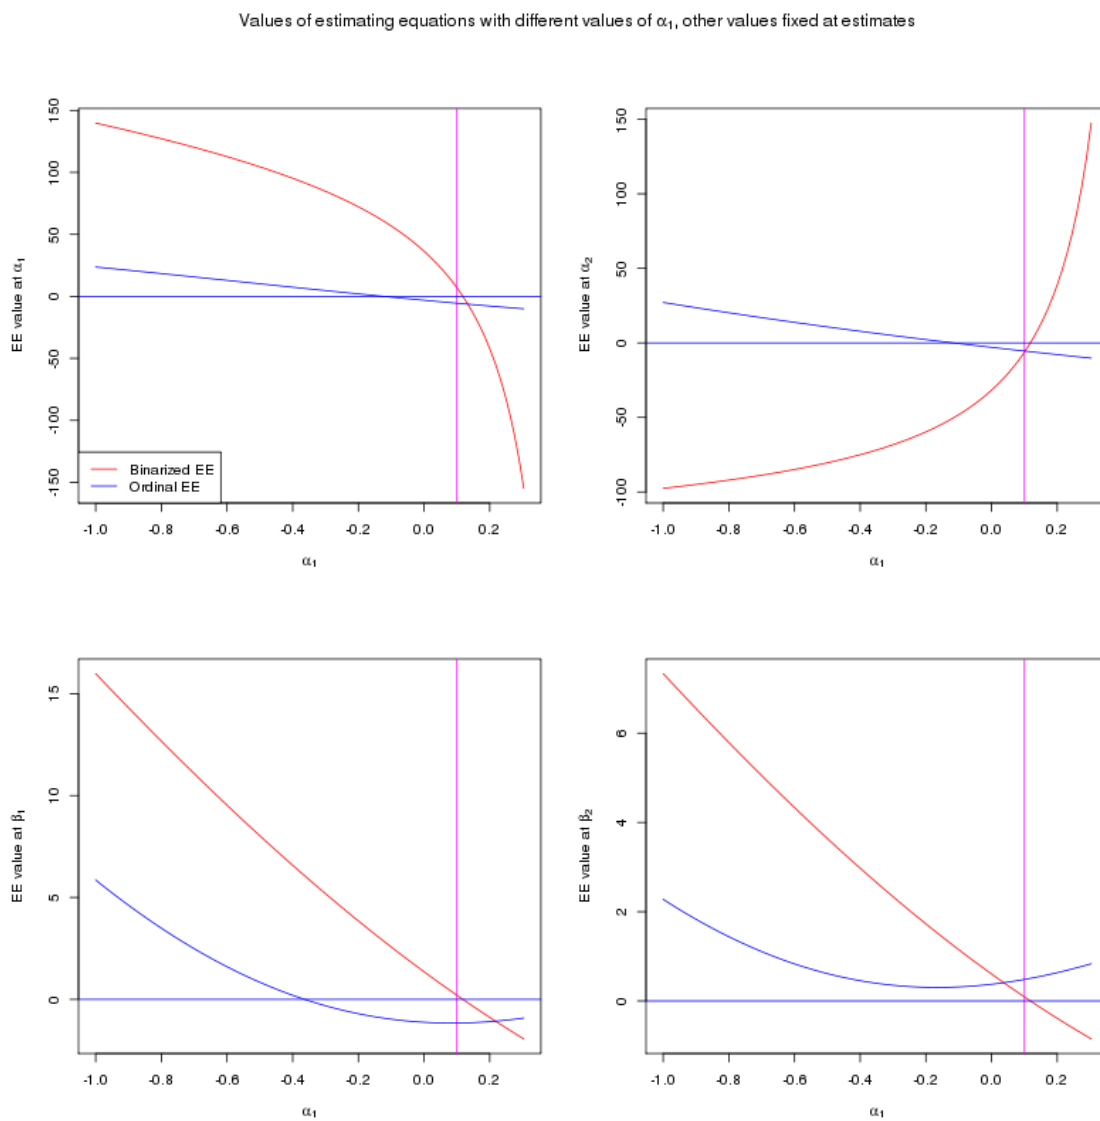 Values of estimating equations with different values of α₁, other values fixed at estimates
EE value at α₁
150
100
50
0
-50
-100
-150
Binarized EE
Ordinal EE
-1.0 -0.8 -0.6 -0.4 -0.2 0.0 0.2
α₁
EE value at α₂
150
100
50
0
-50
-100
-1.0 -0.8 -0.6 -0.4 -0.2 0.0 0.2
α₁
EE value at β₁
15
10
5
0
-1.0 -0.8 -0.6 -0.4 -0.2 0.0 0.2
α₁
EE value at β₂
6
4
2
0
-1.0 -0.8 -0.6 -0.4 -0.2 0.0 0.2
α₁